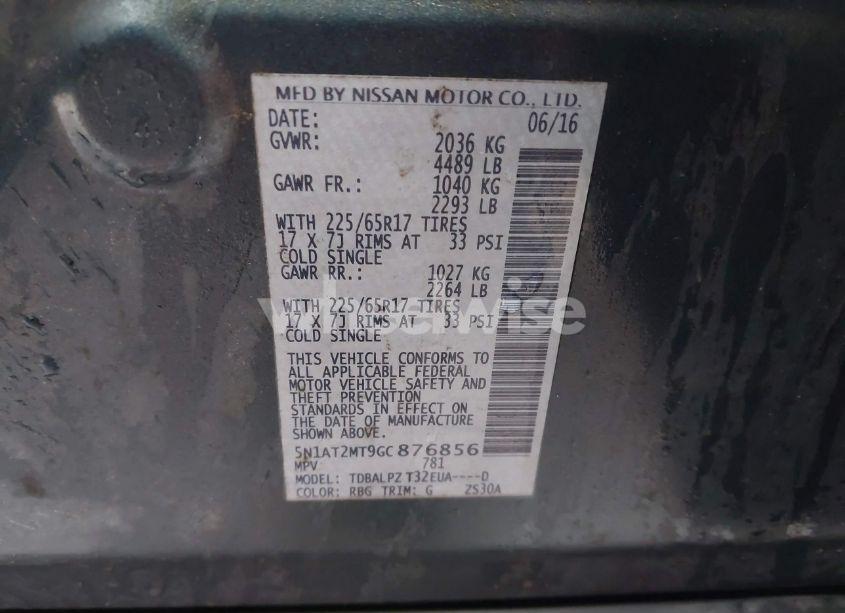 MFD BY NISSAN MOTOR CO., LTD.
DATE: 06/16
GVWR: 2036 KG
4489 LB
GAWR FR.: 1040 KG
2293 LB
WITH 225/65R17 TIRES
17 X 7J RIMS AT 33 PSI
COLD SINGLE
GAWR RR.: 1027 KG
2264 LB
WITH 225/65R17 TIRES
17 X 7J RIMS AT 33 PSI
COLD SINGLE
THIS VEHICLE CONFORMS TO
ALL APPLICABLE FEDERAL
MOTOR VEHICLE SAFETY AND
THEFT PREVENTION
STANDARDS IN EFFECT ON
THE DATE OF MANUFACTURE
SHOWN ABOVE.
5N1AT2MT9GC876856
MPV 781
MODEL: TDBALPZ T32EUA----D
COLOR: RBG TRIM: G ZS30A